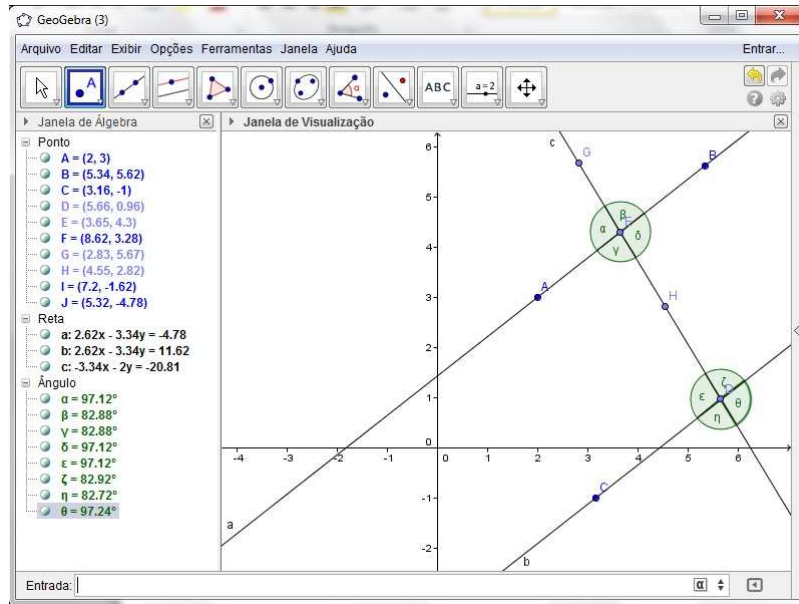 GeoGebra (3)
Arquivo Editar Exibir Opções Ferramentas Janela Ajuda
Entrar...
A
α
ABC
a=2
Janela de Álgebra
Janela de Visualização
Ponto
A = (2, 3)
B = (5.34, 5.62)
C = (3.16, -1)
D = (5.66, 0.96)
E = (3.65, 4.3)
F = (8.62, 3.28)
G = (2.83, 5.67)
H = (4.55, 2.82)
I = (7.2, -1.62)
J = (5.32, -4.78)
Reta
a: 2.62x - 3.34y = -4.78
b: 2.62x - 3.34y = 11.62
c: -3.34x - 2y = -20.81
Ângulo
α = 97.12°
β = 82.88°
γ = 82.88°
δ = 97.12°
ε = 97.12°
ζ = 82.92°
η = 82.72°
θ = 97.24°
c
G
B
6
5
β
E
α
δ
γ
4
A
H
3
2
ζ
D
ε
θ
η
1
0
-4 -3 -2 -1 0 1 2 3 4 5 6
C
-1
a
-2
b
Entrada:
α